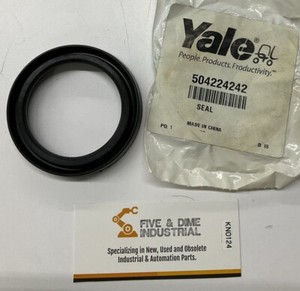 Yale
People. Products. Productivity.
504224242
SEAL
MADE IN CHINA
FIVE & DIME
INDUSTRIAL
Specializing in New, Used and Obsolete
Industrial & Automation Parts.
KN0124